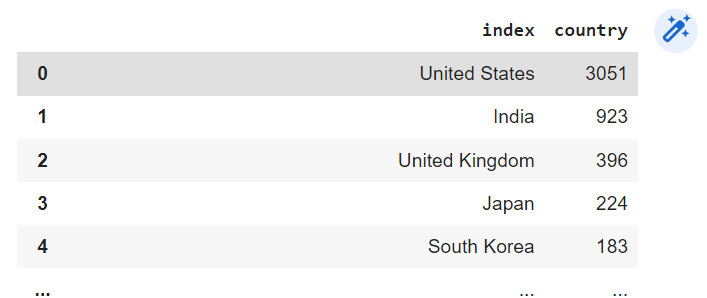 index country
0 United States 3051
1 India 923
2 United Kingdom 396
3 Japan 224
4 South Korea 183
... ... ...